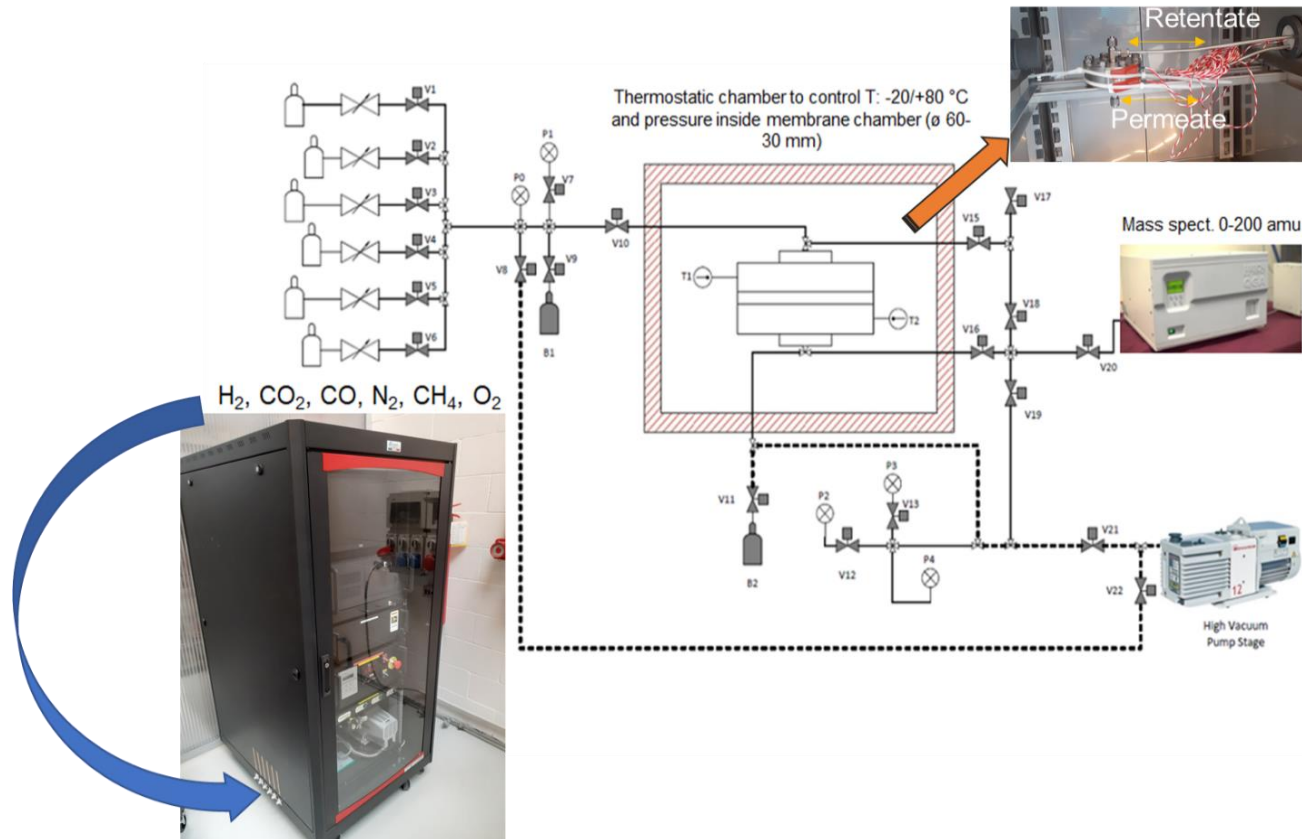 Retentate
Permeate
Thermostatic chamber to control T: -20/+80 °C
and pressure inside membrane chamber (ø 60-
30 mm)
V1
V2
V3
V4
V5
V6
P0
P1
V7
V8
V9
B1
V10
T1
T2
V15
V17
V18
V16
V20
V19
Mass spect. 0-200 amu
H₂, CO₂, CO, N₂, CH₄, O₂
V11
B2
P2
V12
P3
V13
P4
V21
V22
12
High Vacuum
Pump Stage